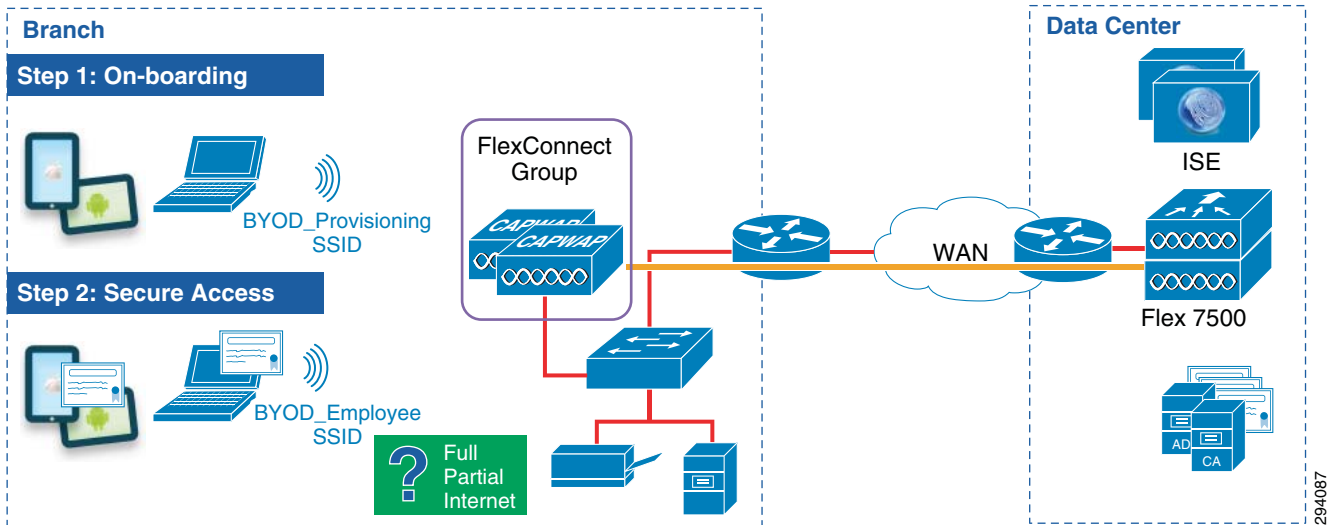 Branch
Step 1: On-boarding
BYOD_Provisioning
SSID
Step 2: Secure Access
BYOD_Employee
SSID
FlexConnect
Group
CAPWAP
CAPWAP
?
Full
Partial
Internet
WAN
Data Center
ISE
Flex 7500
AD
CA
294087